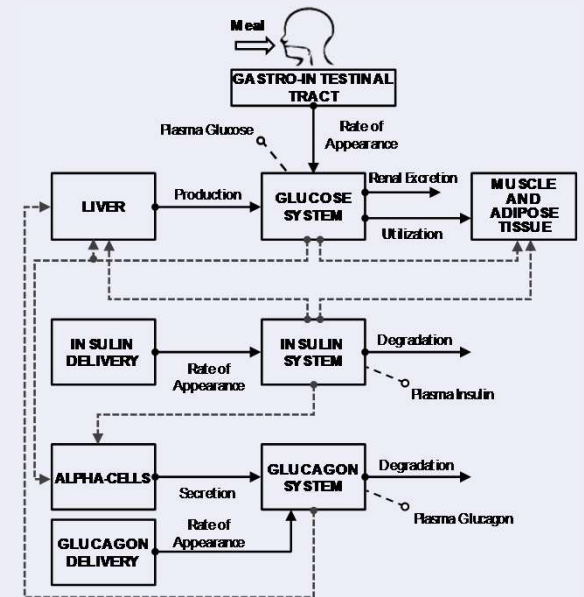 Meal
GASTRO-INTESTINAL
TRACT
Plasma Glucose
Rate of
Appearance
LIVER
Production
GLUCOSE
SYSTEM
Renal Excretion
Utilization
MUSCLE
AND
ADIPOSE
TISSUE
INSULIN
DELIVERY
Rate of
Appearance
INSULIN
SYSTEM
Degradation
Plasma Insulin
ALPHA-CELLS
Secretion
GLUCAGON
SYSTEM
Degradation
Plasma Glucagon
GLUCAGON
DELIVERY
Rate of
Appearance